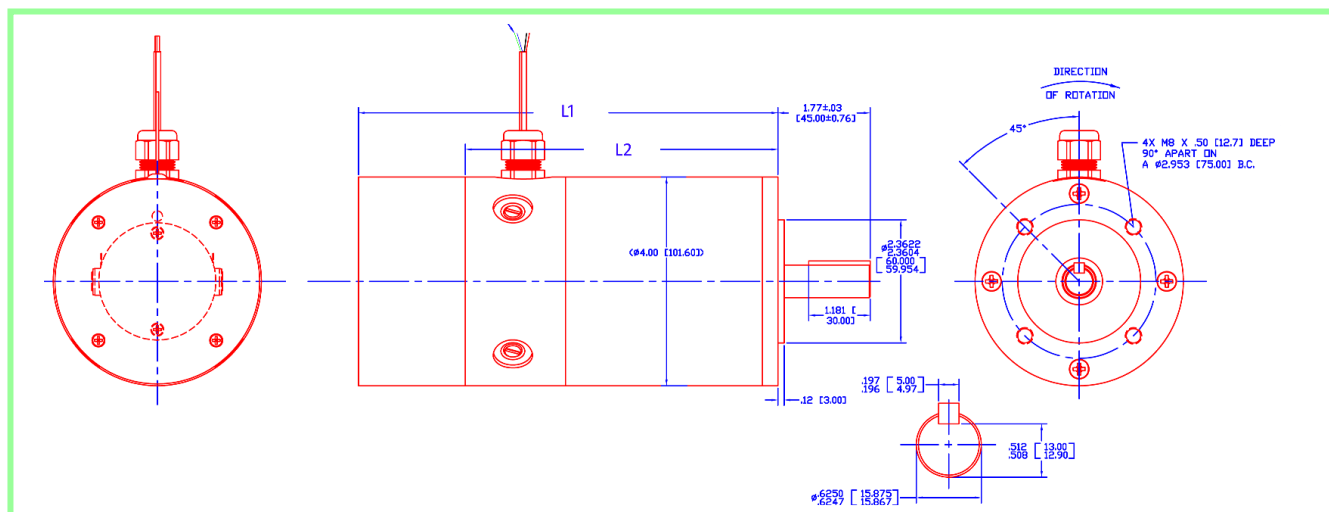 L1
1.77±.03
[45.00±0.76]
L2
(ø4.00 [101.60])
ø2.3622
2.3604
[60.000
59.954]
1.181 [
30.00]
.12 [3.00]
DIRECTION
OF ROTATION
45°
4X M8 X .50 [12.7] DEEP
90° APART ON
A ø2.953 [75.00] B.C.
.197 [5.00
.196 4.97]
.512 [13.00
.508 12.90]
ø.6250 [15.875
.6247 15.867]